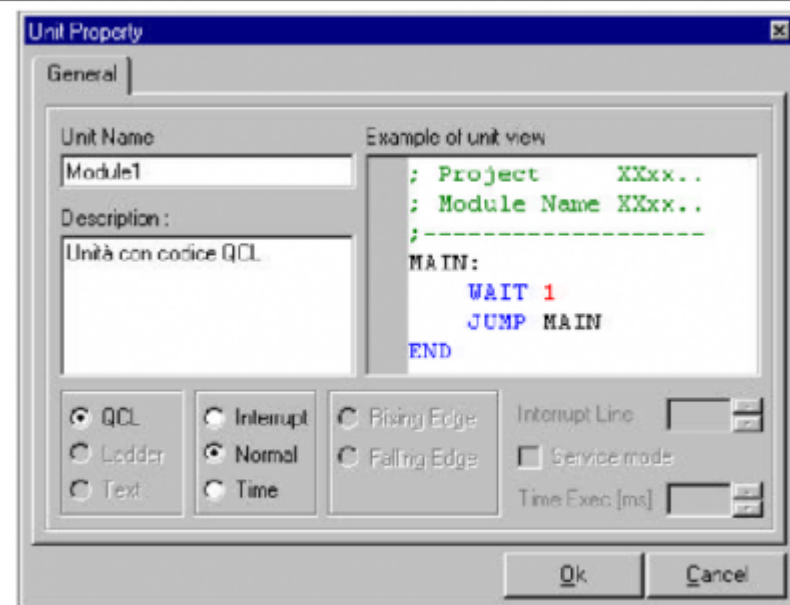 Unit Property
General
Unit Name
Module1
Description :
Unità con codice QCL
Example of unit view
; Project XXxx..
; Module Name XXxx..
;--------------------
MAIN:
WAIT 1
JUMP MAIN
END
QCL
Ladder
Text
Interrupt
Normal
Time
Rixing Edge
Falling Edge
Interrupt Line
Service mode
Time Exec [ms]
Ok
Cancel